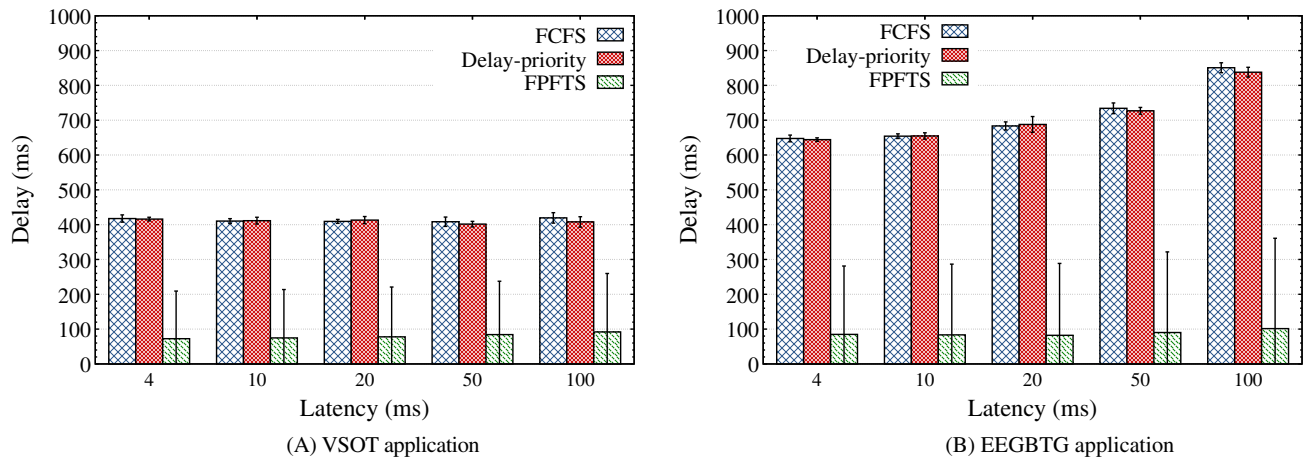 1000
900
800
700
600
500
400
300
200
100
0
Delay (ms)
FCFS
Delay-priority
FPFTS
4 10 20 50 100
Latency (ms)
(A) VSOT application
1000
900
800
700
600
500
400
300
200
100
0
Delay (ms)
FCFS
Delay-priority
FPFTS
4 10 20 50 100
Latency (ms)
(B) EEGBTG application